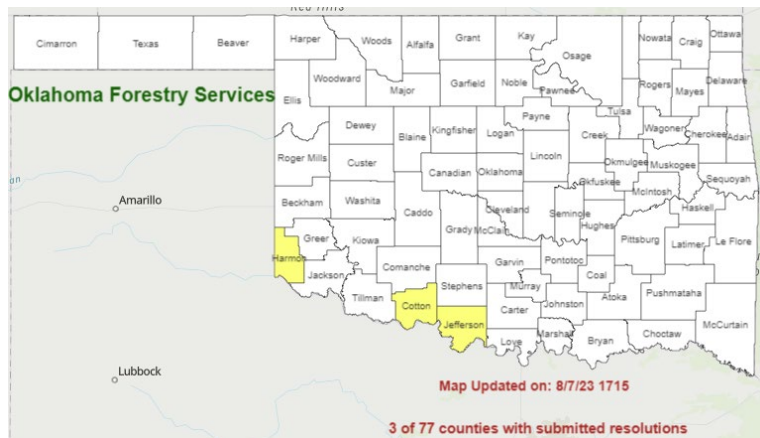 Red Hills
Cimarron
Texas
Beaver
Harper
Woods
Alfalfa
Grant
Kay
Osage
Nowata
Craig
Ottawa
Oklahoma Forestry Services
Ellis
Woodward
Major
Garfield
Noble
Pawnee
Rogers
Mayes
Delaware
Dewey
Blaine
Kingfisher
Logan
Payne
Creek
Tulsa
Wagoner
Cherokee
Adair
Roger Mills
Custer
Canadian
Oklahoma
Lincoln
Okmulgee
Muskogee
Sequoyah
Okfuskee
McIntosh
Amarillo
Beckham
Washita
Caddo
Grady
McClain
Cleveland
Seminole
Hughes
Pittsburg
Haskell
Latimer
Le Flore
Harmon
Greer
Kiowa
Jackson
Comanche
Stephens
Garvin
Murray
Pontotoc
Coal
Atoka
Pushmataha
McCurtain
Tillman
Cotton
Jefferson
Carter
Johnston
Love
Marshal
Bryan
Choctaw
Lubbock
Map Updated on: 8/7/23 1715
3 of 77 counties with submitted resolutions